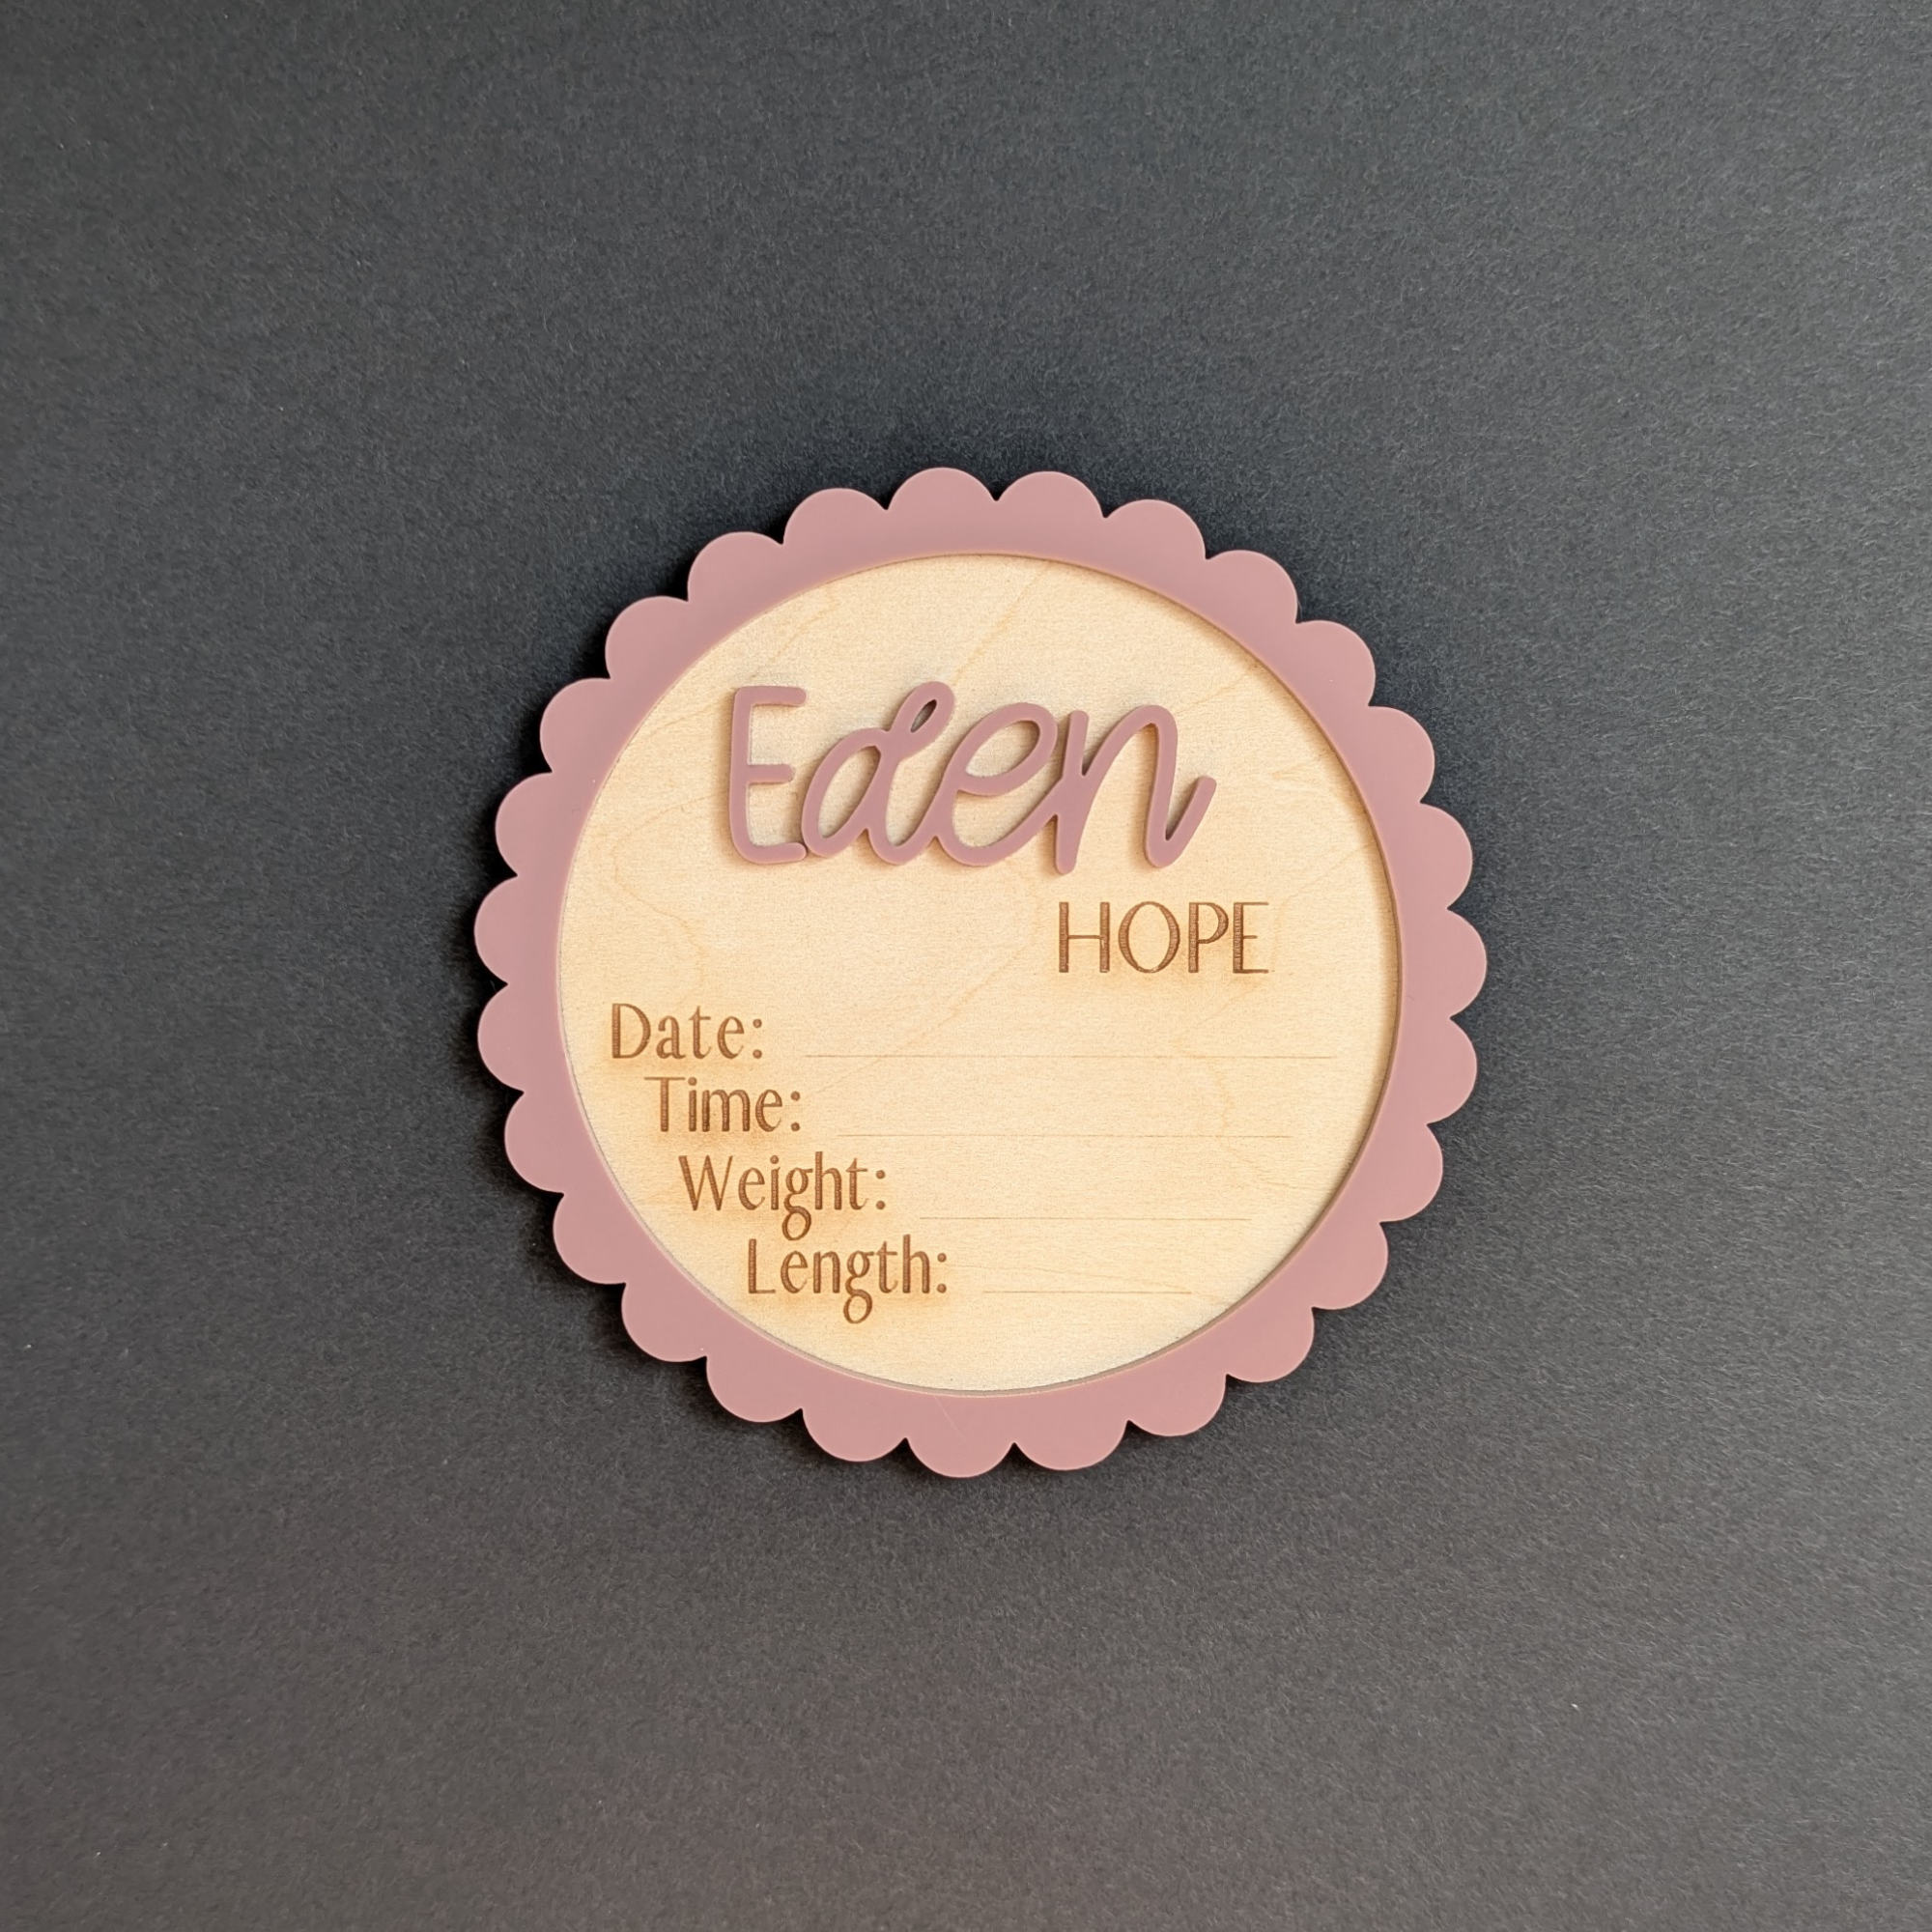 Eden
HOPE
Date:
Time:
Weight:
Length: